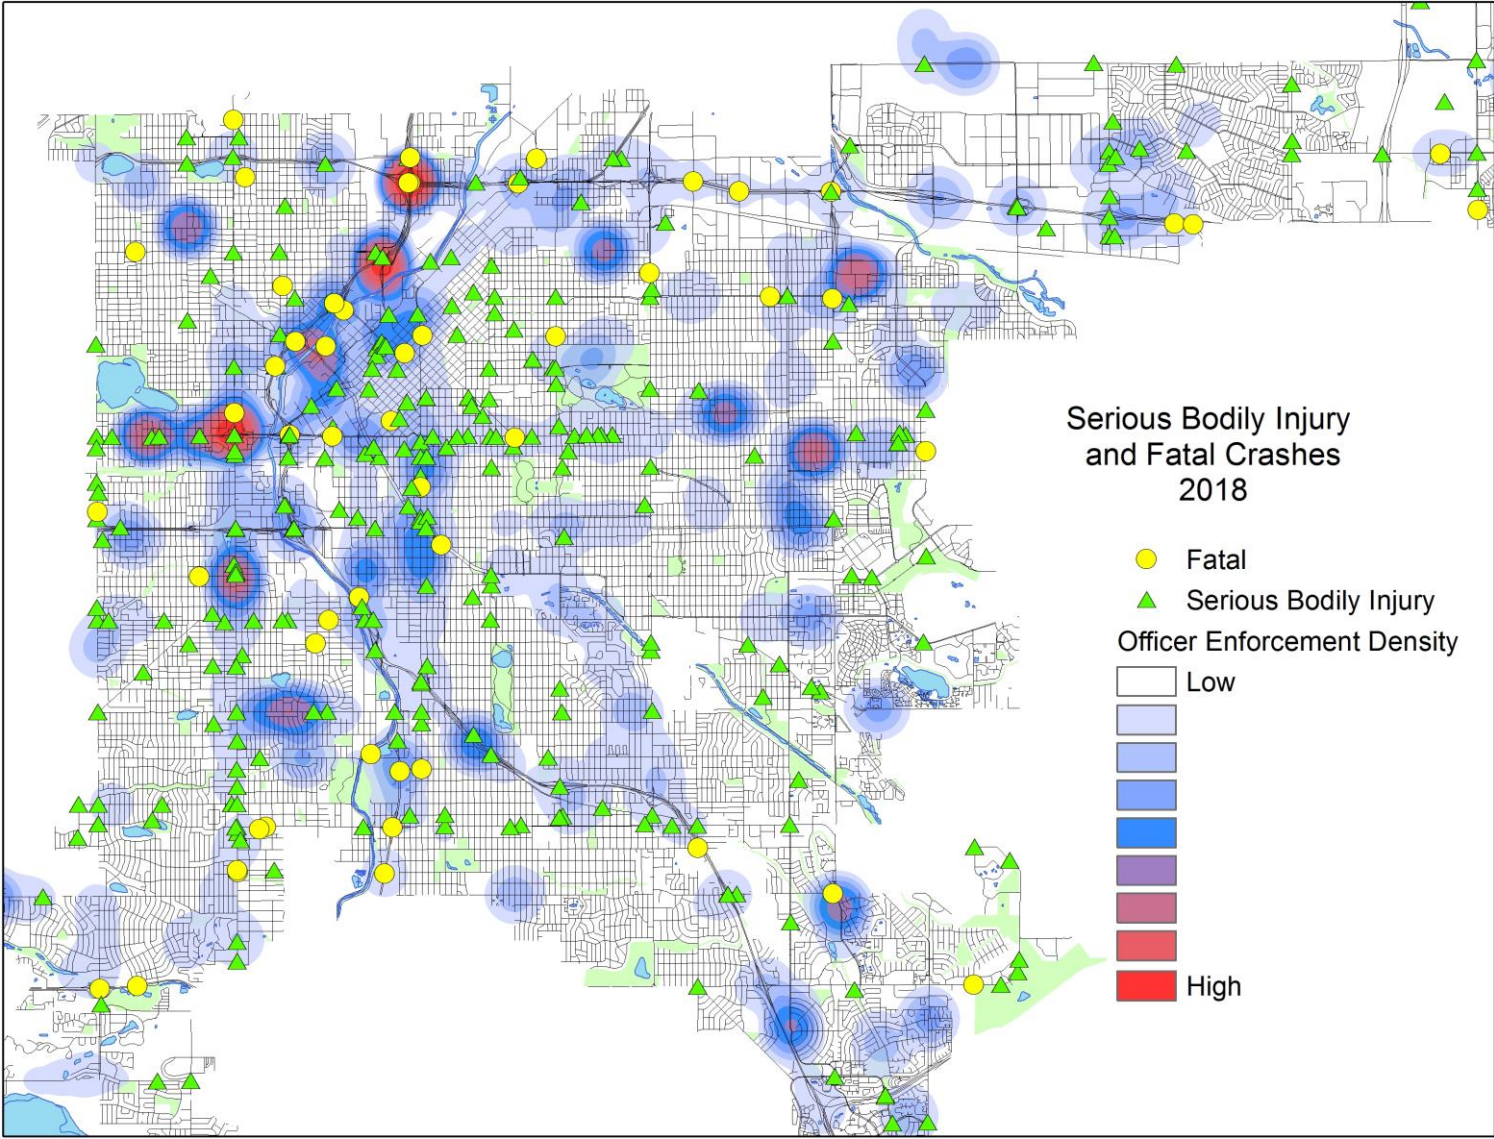 Serious Bodily Injury
and Fatal Crashes
2018
Fatal
Serious Bodily Injury
Officer Enforcement Density
Low
High